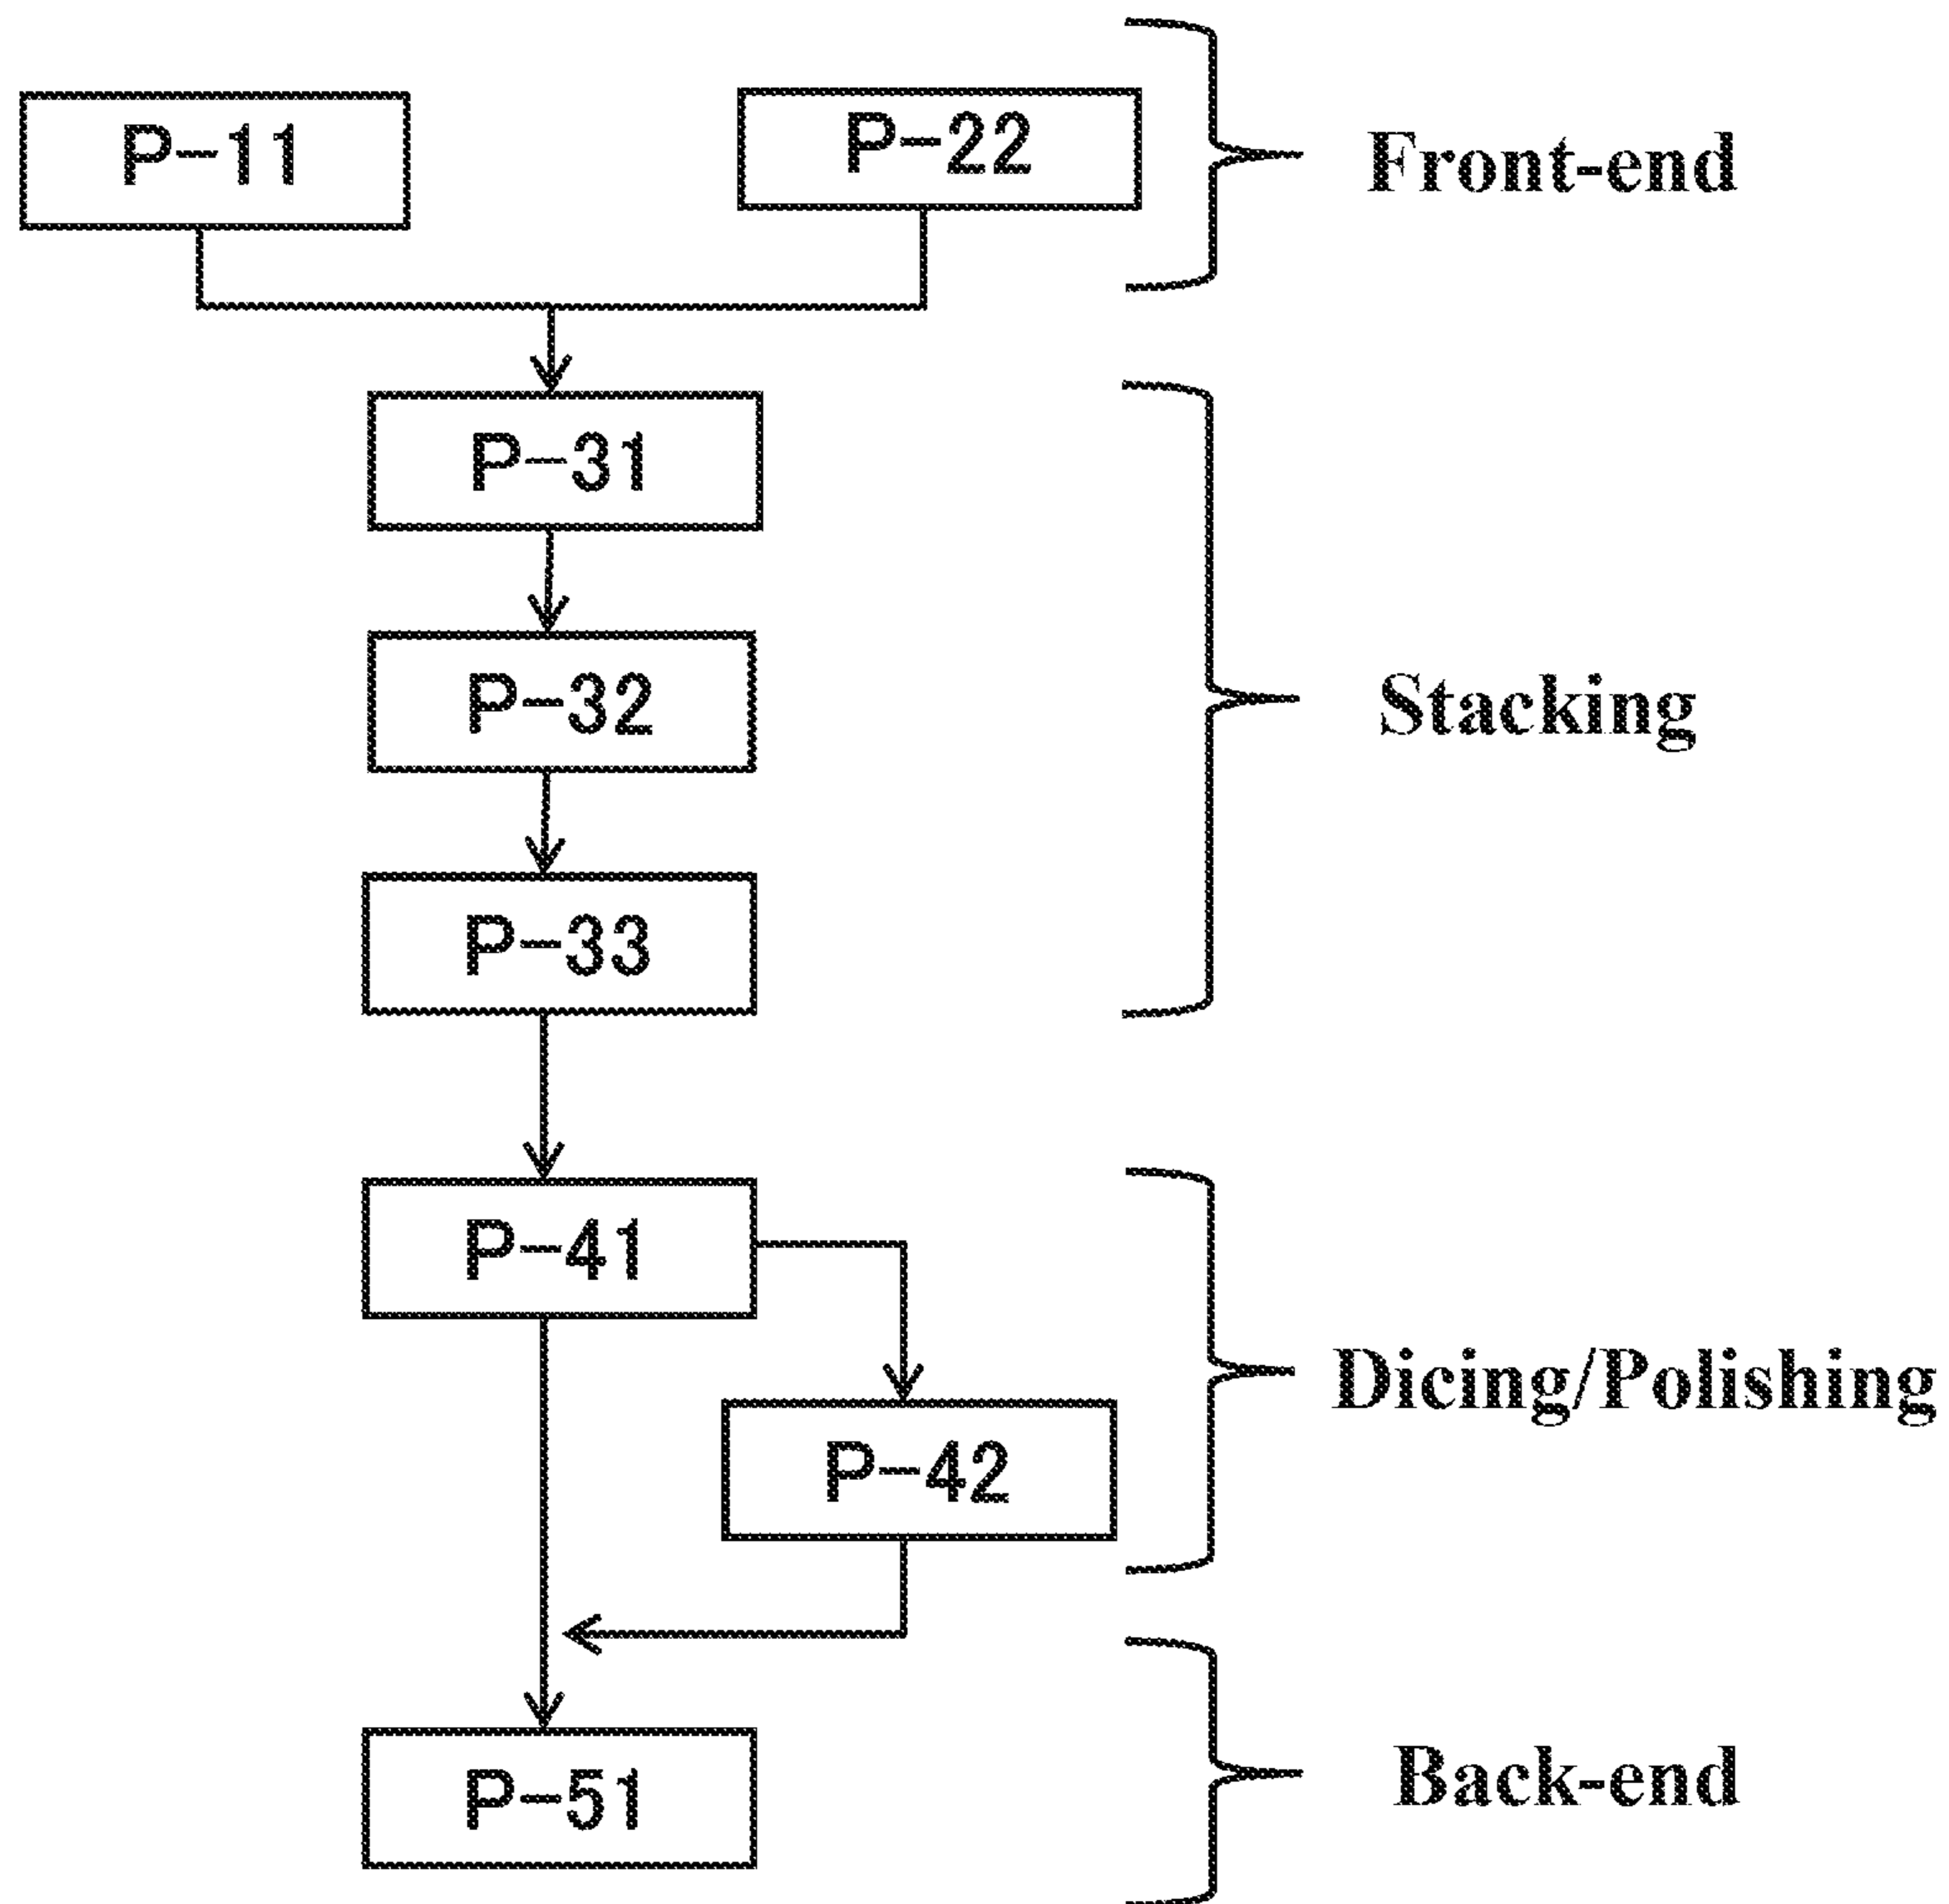 P-11
P-22
Front-end
P-31
P-32
Stacking
P-33
P-41
Dicing/Polishing
P-42
P-51
Back-end